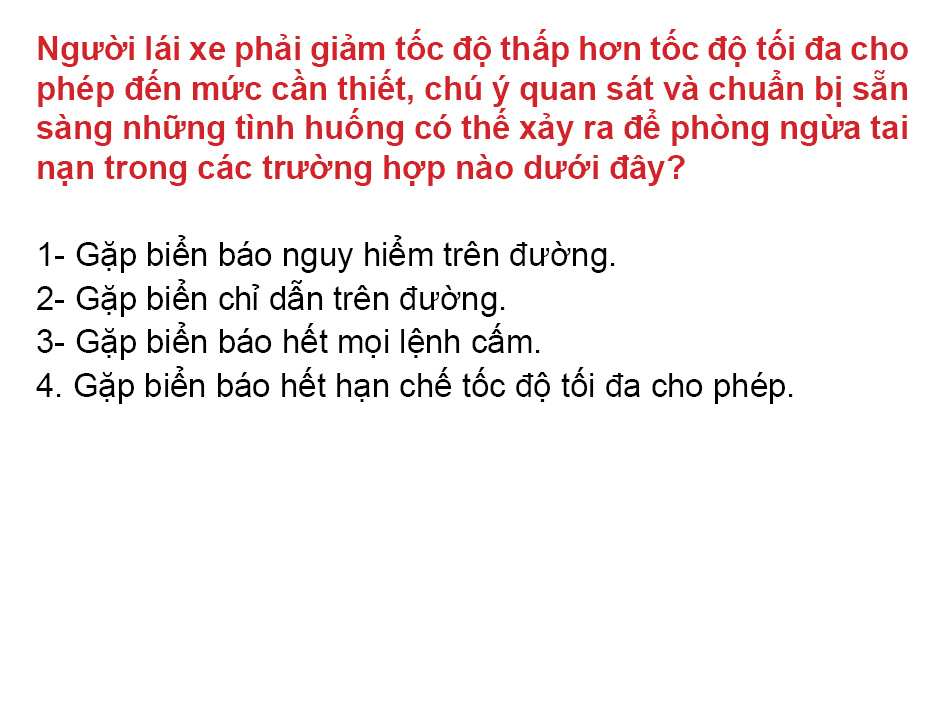 Người lái xe phải giảm tốc độ thấp hơn tốc độ tối đa cho
phép đến mức cần thiết, chú ý quan sát và chuẩn bị sẵn
sàng những tình huống có thể xảy ra để phòng ngừa tai
nạn trong các trường hợp nào dưới đây?
1- Gặp biển báo nguy hiểm trên đường.
2- Gặp biển chỉ dẫn trên đường.
3- Gặp biển báo hết mọi lệnh cấm.
4. Gặp biển báo hết hạn chế tốc độ tối đa cho phép.